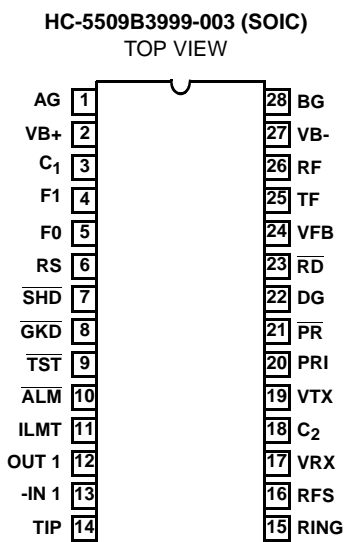 HC-5509B3999-003 (SOIC)
TOP VIEW
AG 1 28 BG
VB+ 2 27 VB-
C1 3 26 RF
F1 4 25 TF
F0 5 24 VFB
RS 6 23 RD
SHD 7 22 DG
GKD 8 21 PR
TST 9 20 PRI
ALM 10 19 VTX
ILMT 11 18 C2
OUT 1 12 17 VRX
-IN 1 13 16 RFS
TIP 14 15 RING